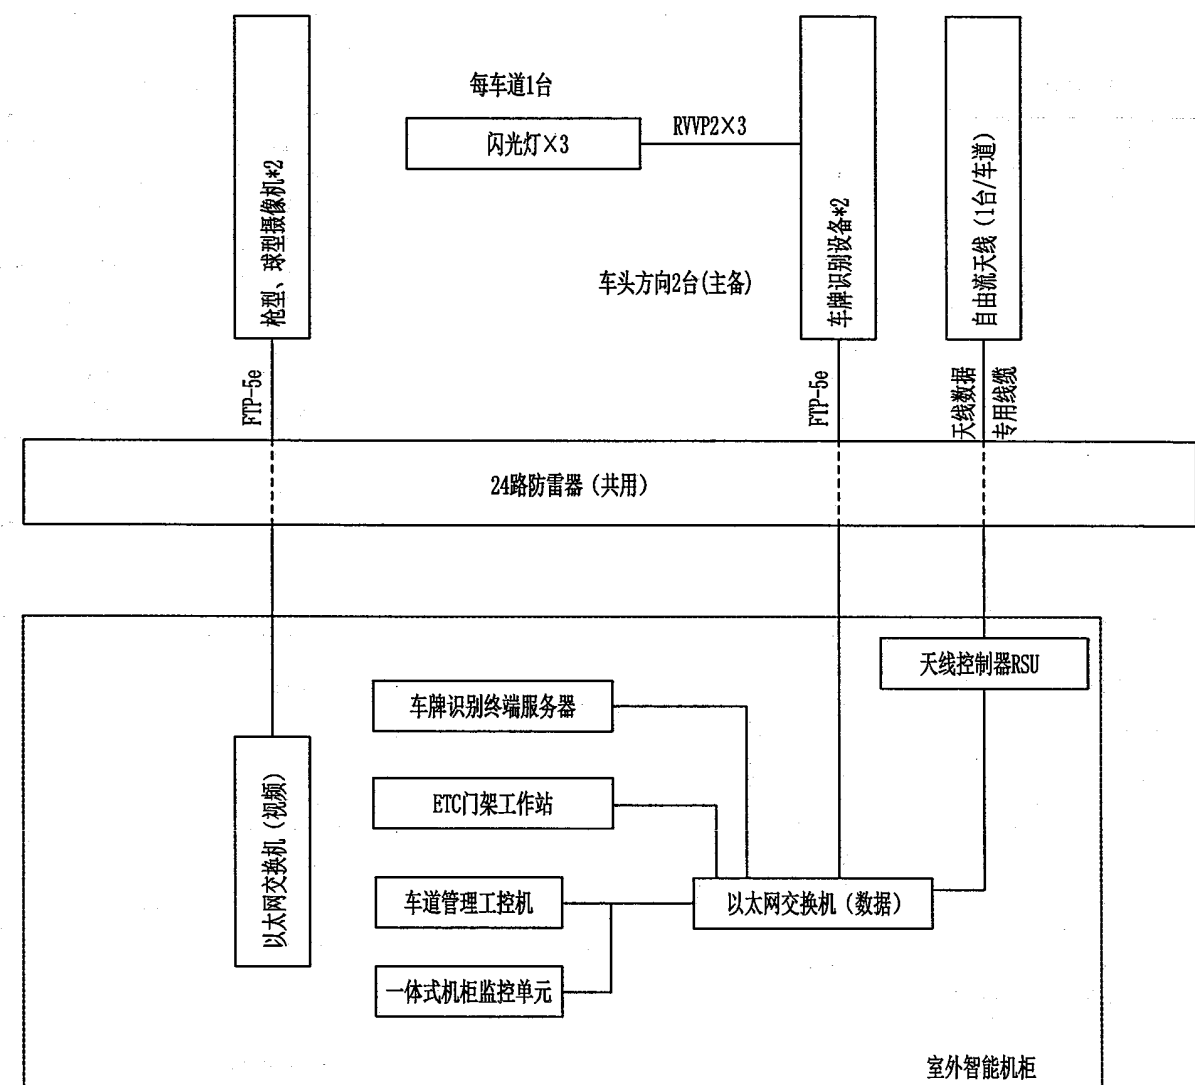 每车道1台
闪光灯×3
RVVP2×3
枪型、球型摄像机*2
车牌识别设备*2
自由流天线（1台/车道）
车头方向2台(主备)
FTP-5e
FTP-5e
天线数据
专用线缆
24路防雷器（共用）
天线控制器RSU
车牌识别终端服务器
ETC门架工作站
以太网交换机（视频）
车道管理工控机
以太网交换机（数据）
一体式机柜监控单元
室外智能机柜